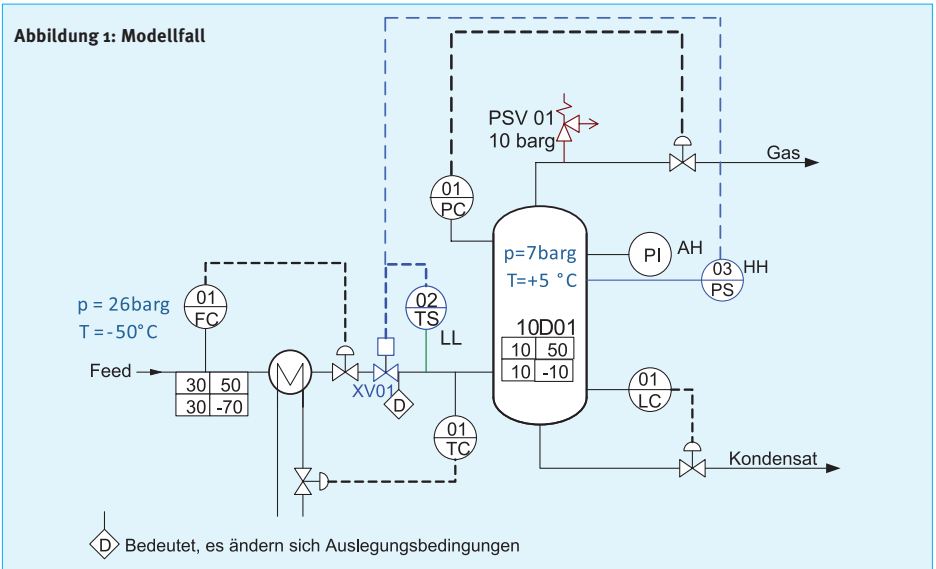 Abbildung 1: Modellfall
PSV 01
10 barg
Gas
01
PC
p=7barg
T=+5 °C
PI
AH
03
PS
HH
p = 26barg
T = -50°C
01
FC
02
TS
LL
10D01
10 50
10 -10
Feed
30 50
30 -70
XV01
D
01
TC
01
LC
Kondensat
D Bedeutet, es ändern sich Auslegungsbedingungen